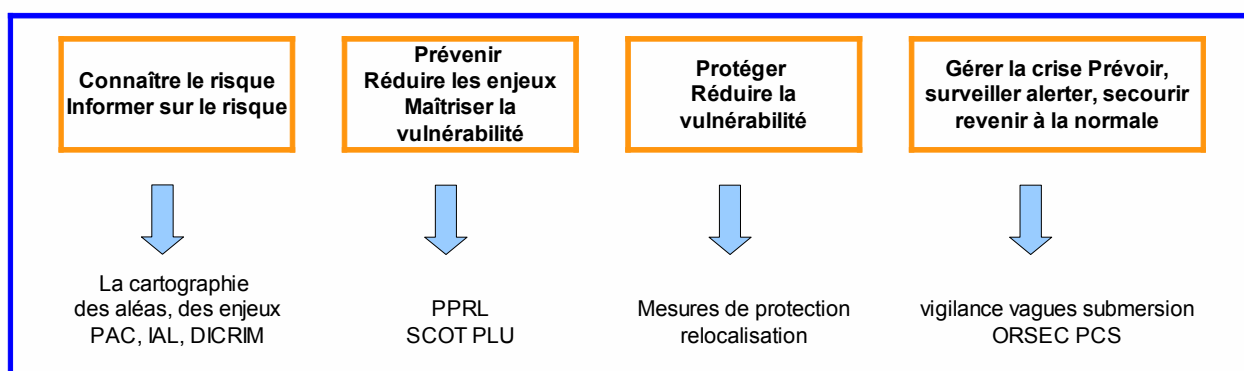 Connaître le risque
Informer sur le risque
Prévenir
Réduire les enjeux
Maîtriser la
vulnérabilité
Protéger
Réduire la
vulnérabilité
Gérer la crise Prévoir,
surveiller alerter, secourir
revenir à la normale
La cartographie
des aléas, des enjeux
PAC, IAL, DICRIM
PPRL
SCOT PLU
Mesures de protection
relocalisation
vigilance vagues submersion
ORSEC PCS